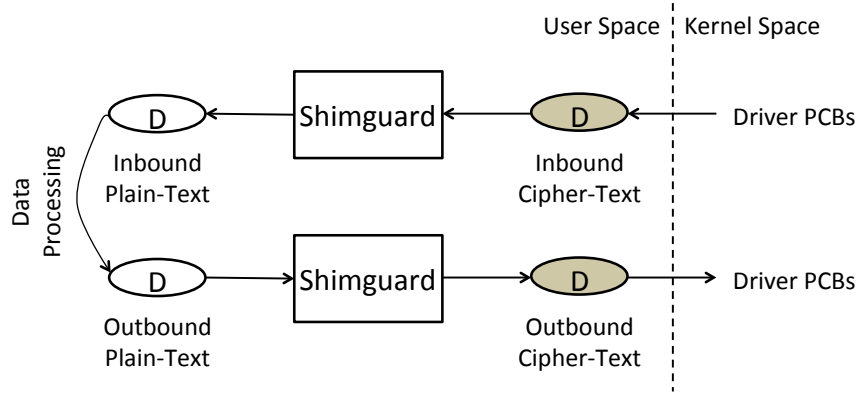 User Space
Kernel Space
D
Shimguard
D
Driver PCBs
Inbound
Plain-Text
Inbound
Cipher-Text
Data
Processing
D
Shimguard
D
Driver PCBs
Outbound
Plain-Text
Outbound
Cipher-Text